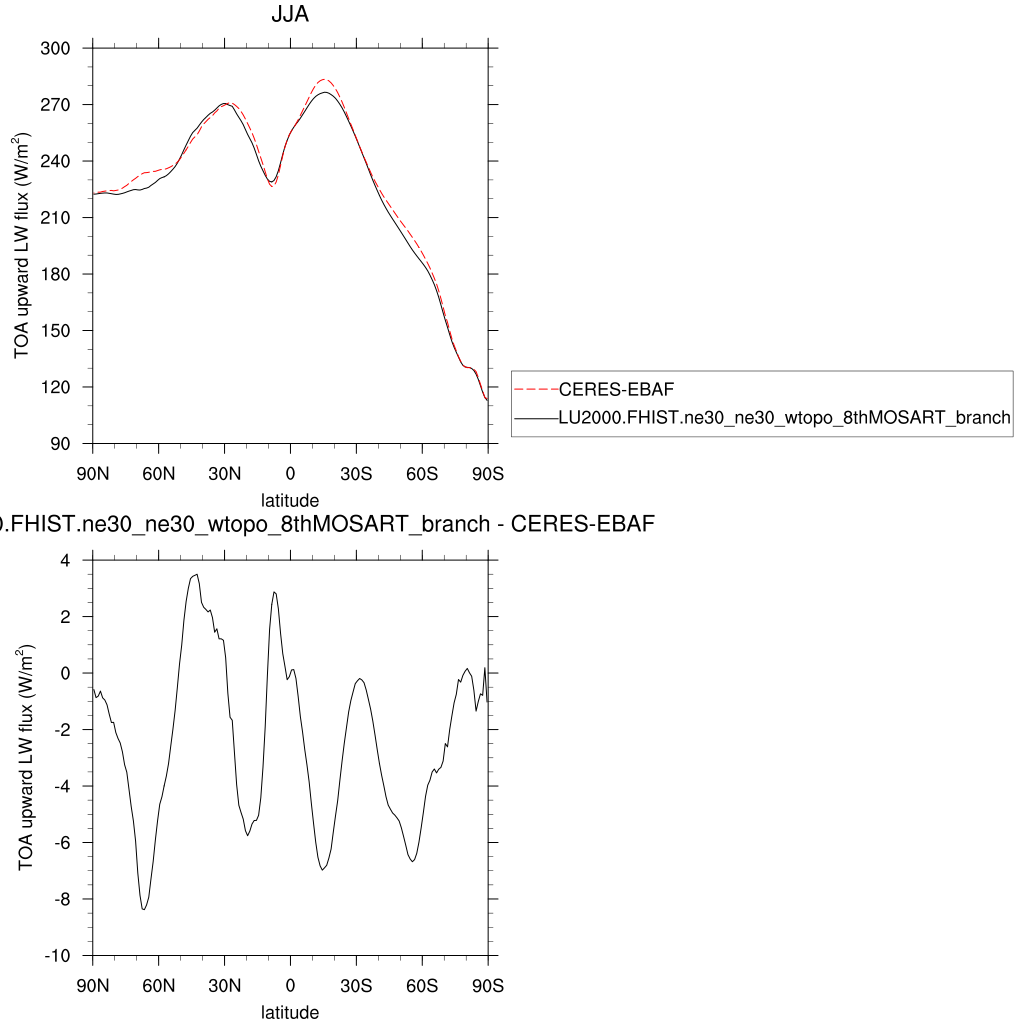 JJA
300
270
240
210
180
150
120
90
TOA upward LW flux (W/m²)
90N 60N 30N 0 30S 60S 90S
latitude
CERES-EBAF
LU2000.FHIST.ne30_ne30_wtopo_8thMOSART_branch
0.FHIST.ne30_ne30_wtopo_8thMOSART_branch - CERES-EBAF
4
2
0
-2
-4
-6
-8
-10
TOA upward LW flux (W/m²)
90N 60N 30N 0 30S 60S 90S
latitude